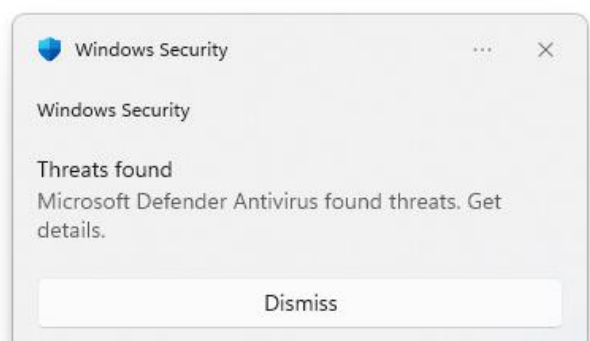 Windows Security
Windows Security
Threats found
Microsoft Defender Antivirus found threats. Get
details.
Dismiss